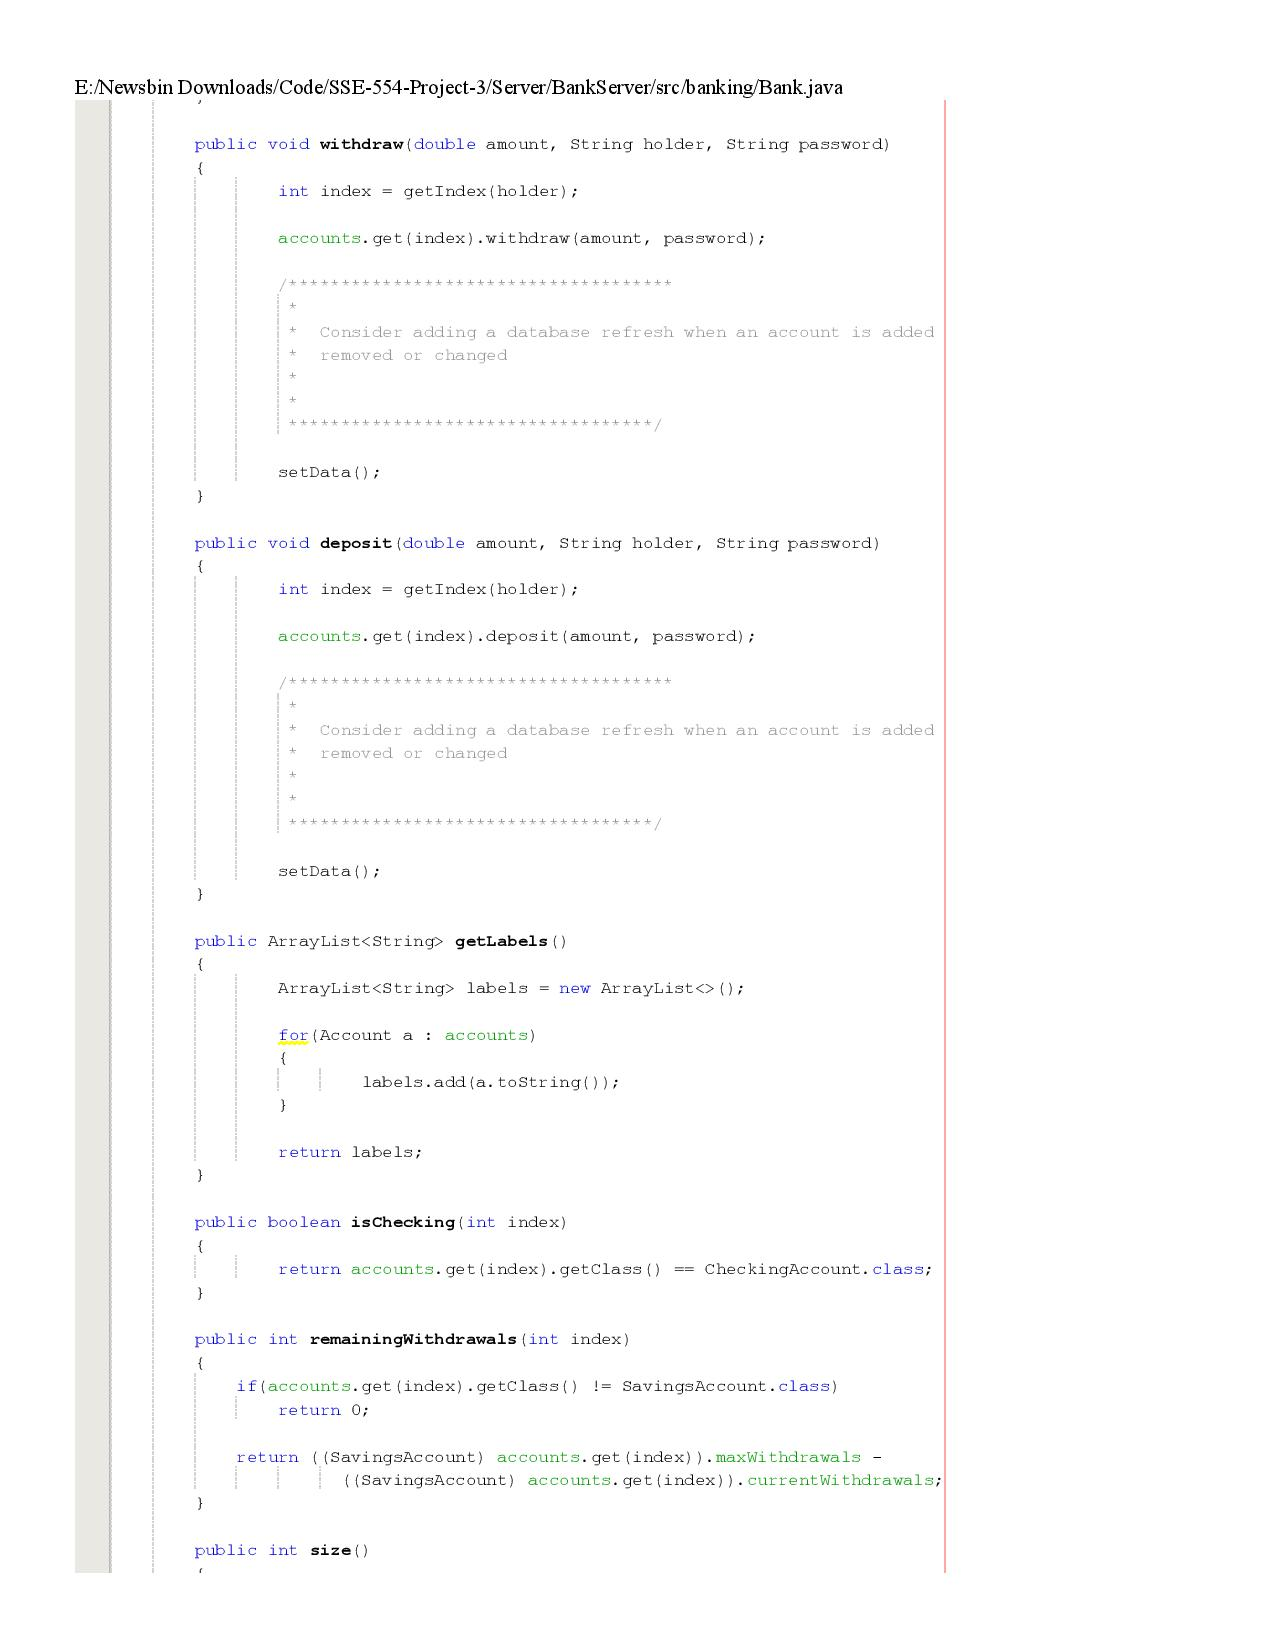 E:/Newsbin Downloads/Code/SSE-554-Project-3/Server/BankServer/src/banking/Bank.java
}
public void withdraw(double amount, String holder, String password)
{
int index = getIndex(holder);
accounts.get(index).withdraw(amount, password);
/*************************************
*
*  Consider adding a database refresh when an account is added
*  removed or changed
*
*
***********************************/
setData();
}
public void deposit(double amount, String holder, String password)
{
int index = getIndex(holder);
accounts.get(index).deposit(amount, password);
/*************************************
*
*  Consider adding a database refresh when an account is added
*  removed or changed
*
*
***********************************/
setData();
}
public ArrayList<String> getLabels()
{
ArrayList<String> labels = new ArrayList<>();
for(Account a : accounts)
{
labels.add(a.toString());
}
return labels;
}
public boolean isChecking(int index)
{
return accounts.get(index).getClass() == CheckingAccount.class;
}
public int remainingWithdrawals(int index)
{
if(accounts.get(index).getClass() != SavingsAccount.class)
return 0;
return ((SavingsAccount) accounts.get(index)).maxWithdrawals -
((SavingsAccount) accounts.get(index)).currentWithdrawals;
}
public int size()
{